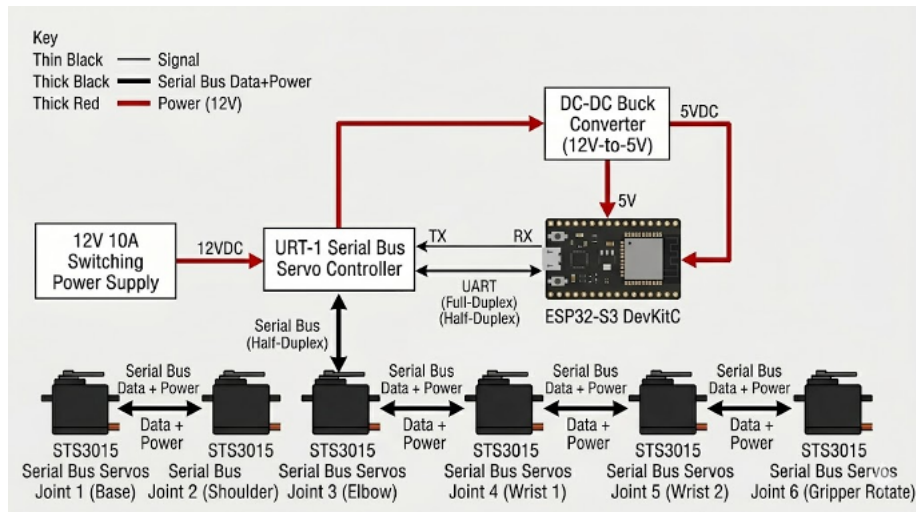 Key
Thin Black Signal
Thick Black Serial Bus Data+Power
Thick Red Power (12V)
DC-DC Buck
Converter
(12V-to-5V)
5VDC
5V
12V 10A
Switching
Power Supply
12VDC
URT-1 Serial Bus
Servo Controller
TX
RX
UART
(Full-Duplex)
(Half-Duplex)
ESP32-S3 DevKitC
Serial Bus
(Half-Duplex)
Serial Bus
Data + Power
Data +
Power
Serial Bus
Data + Power
Data +
Power
Serial Bus
Data + Power
Data +
Power
Serial Bus
Data + Power
Data +
Power
STS3015
Serial Bus Servos
Joint 1 (Base)
STS3015
Serial Bus
Joint 2 (Shoulder)
STS3015
Serial Bus Servos
Joint 3 (Elbow)
STS3015
Serial Bus Servos
Joint 4 (Wrist 1)
STS3015
Serial Bus Servos
Joint 5 (Wrist 2)
STS3015
Serial Bus Servos
Joint 6 (Gripper Rotate)